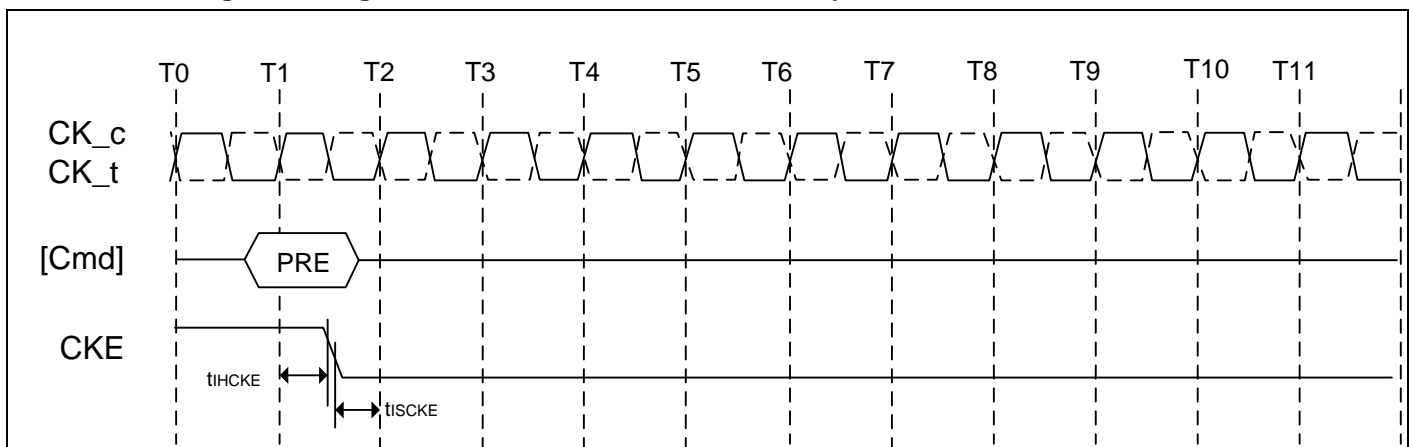 T0 T1 T2 T3 T4 T5 T6 T7 T8 T9 T10 T11
CK_c
CK_t
[Cmd] PRE
CKE
tIHCKE
tISCKE